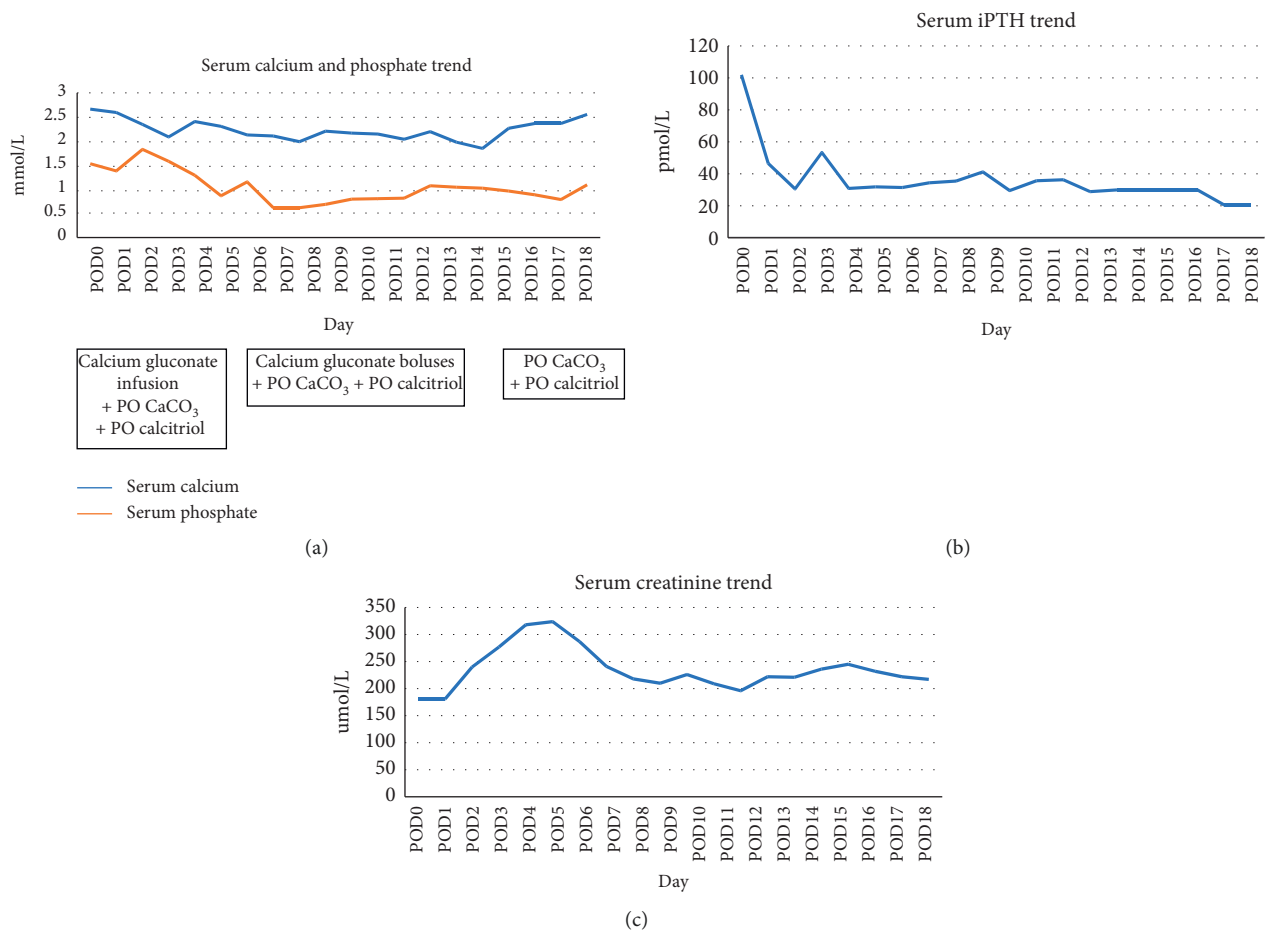 Serum calcium and phosphate trend
mmol/L
3
2.5
2
1.5
1
0.5
0
POD0
POD1
POD2
POD3
POD4
POD5
POD6
POD7
POD8
POD9
POD10
POD11
POD12
POD13
POD14
POD15
POD16
POD17
POD18
Day
Calcium gluconate
infusion
+ PO CaCO₃
+ PO calcitriol
Calcium gluconate boluses
+ PO CaCO₃ + PO calcitriol
PO CaCO₃
+ PO calcitriol
Serum calcium
Serum phosphate
(a)
Serum iPTH trend
pmol/L
120
100
80
60
40
20
0
POD0
POD1
POD2
POD3
POD4
POD5
POD6
POD7
POD8
POD9
POD10
POD11
POD12
POD13
POD14
POD15
POD16
POD17
POD18
Day
(b)
Serum creatinine trend
umol/L
350
300
250
200
150
100
50
0
POD0
POD1
POD2
POD3
POD4
POD5
POD6
POD7
POD8
POD9
POD10
POD11
POD12
POD13
POD14
POD15
POD16
POD17
POD18
Day
(c)